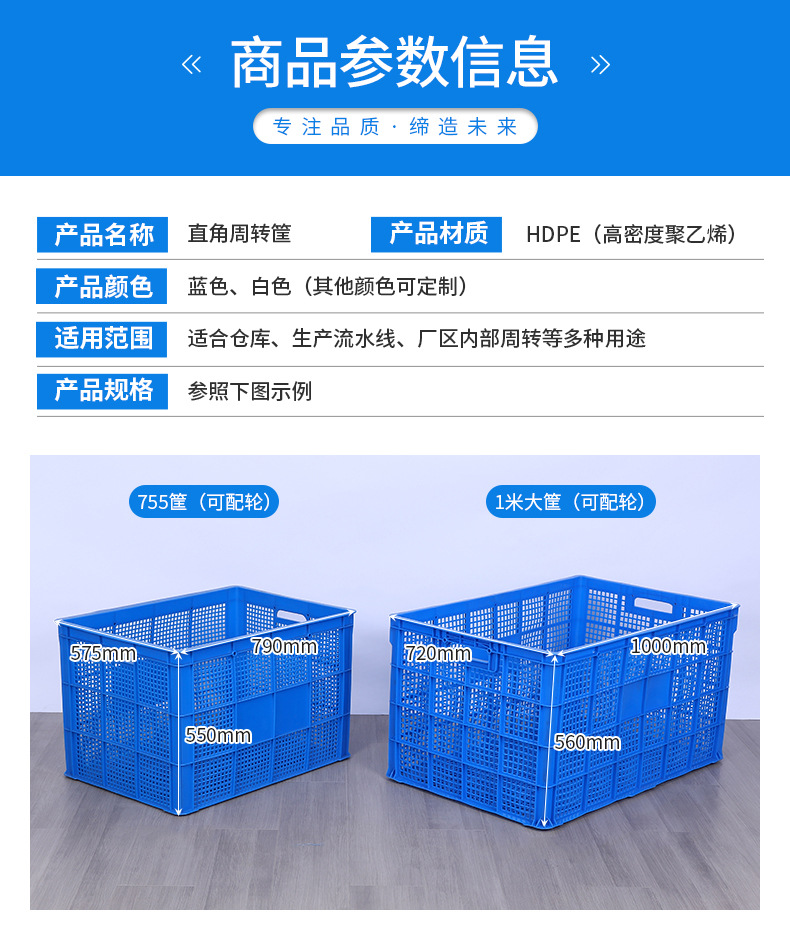 « 商品参数信息 »
专注品质·缔造未来
产品名称 直角周转筐 产品材质 HDPE（高密度聚乙烯）
产品颜色 蓝色、白色（其他颜色可定制）
适用范围 适合仓库、生产流水线、厂区内部周转等多种用途
产品规格 参照下图示例
755筐（可配轮） 1米大筐（可配轮）
575mm 790mm 720mm 1000mm
550mm 560mm